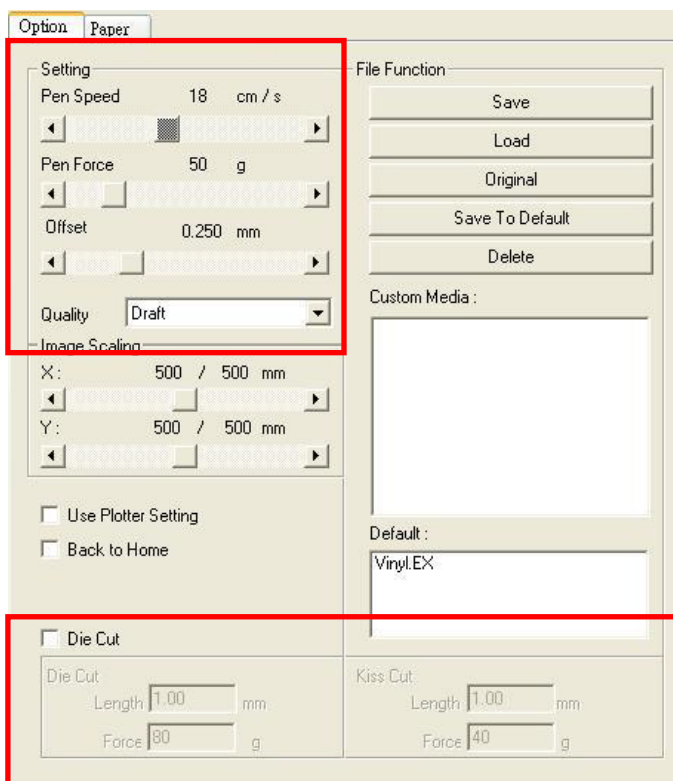 Option Paper
Setting
Pen Speed 18 cm / s
Pen Force 50 g
Offset 0.250 mm
Quality Draft
Image Scaling
X : 500 / 500 mm
Y : 500 / 500 mm
Use Plotter Setting
Back to Home
File Function
Save
Load
Original
Save To Default
Delete
Custom Media :
Default :
Vinyl.EX
Die Cut
Die Cut
Length 1.00 mm
Force 80 g
Kiss Cut
Length 1.00 mm
Force 40 g